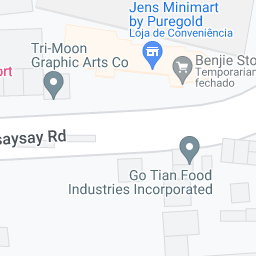 Jens Minimart
by Puregold
Loja de Conveniência
Tri-Moon
Graphic Arts Co
Benjie Sto
Temporarian
fechado
ort
saysay Rd
Go Tian Food
Industries Incorporated